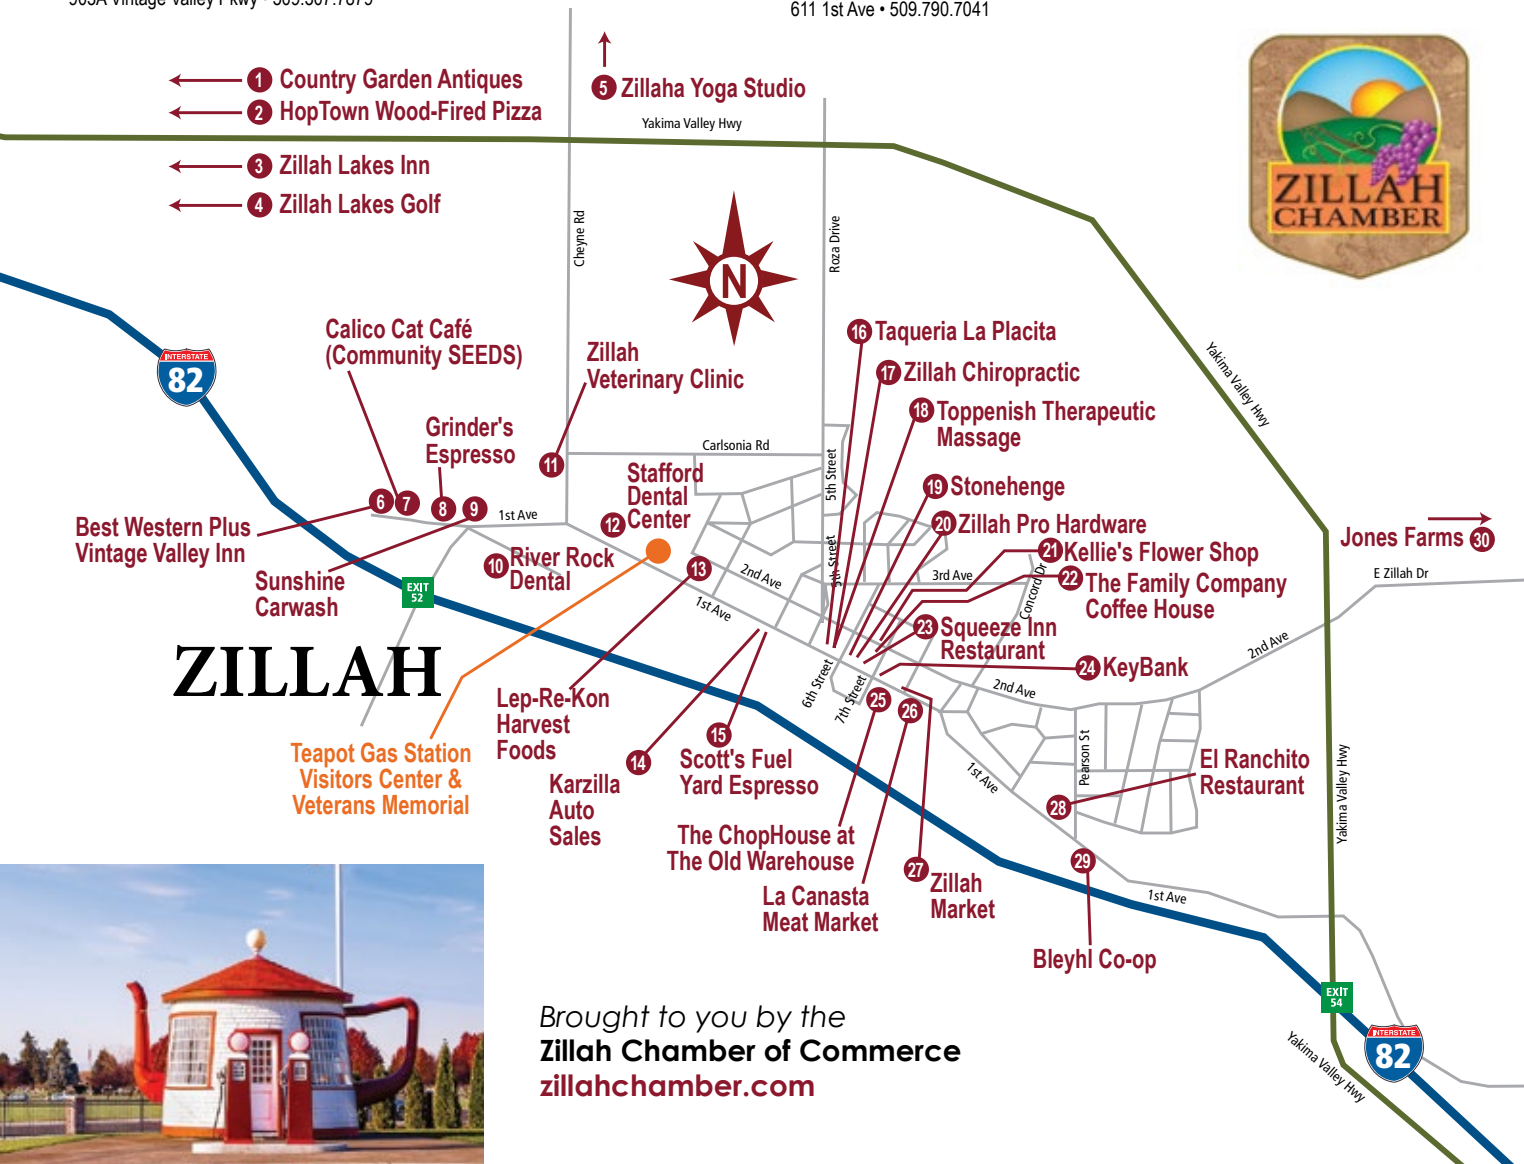 611 1st Ave • 509.790.7041
1 Country Garden Antiques
2 HopTown Wood-Fired Pizza
3 Zillah Lakes Inn
4 Zillah Lakes Golf
5 Zillaha Yoga Studio
Yakima Valley Hwy
ZILLAH
CHAMBER
Cheyne Rd
Roza Drive
N
INTERSTATE
82
Calico Cat Café
(Community SEEDS)
Zillah
Veterinary Clinic
16 Taqueria La Placita
17 Zillah Chiropractic
18 Toppenish Therapeutic
Massage
Yakima Valley Hwy
Grinder's
Espresso
11
Carlsonia Rd
Stafford
Dental
Center
12
5th Street
19 Stonehenge
20 Zillah Pro Hardware
21 Kellie's Flower Shop
22 The Family Company
Coffee House
Jones Farms 30
6
7
8
9
1st Ave
Best Western Plus
Vintage Valley Inn
Sunshine
Carwash
EXIT
52
10 River Rock
Dental
13
2nd Ave
1st Ave
5th Street
3rd Ave
Concord Dr
E Zillah Dr
23 Squeeze Inn
Restaurant
24 KeyBank
2nd Ave
2nd Ave
ZILLAH
6th Street
7th Street
25
26
Lep-Re-Kon
Harvest
Foods
Teapot Gas Station
Visitors Center &
Veterans Memorial
14
Karzilla
Auto
Sales
15
Scott's Fuel
Yard Espresso
1st Ave
Pearson St
El Ranchito
Restaurant
28
Yakima Valley Hwy
The ChopHouse at
The Old Warehouse
La Canasta
Meat Market
27 Zillah
Market
29
1st Ave
Bleyhl Co-op
EXIT
54
INTERSTATE
82
Yakima Valley Hwy
Brought to you by the
Zillah Chamber of Commerce
zillahchamber.com